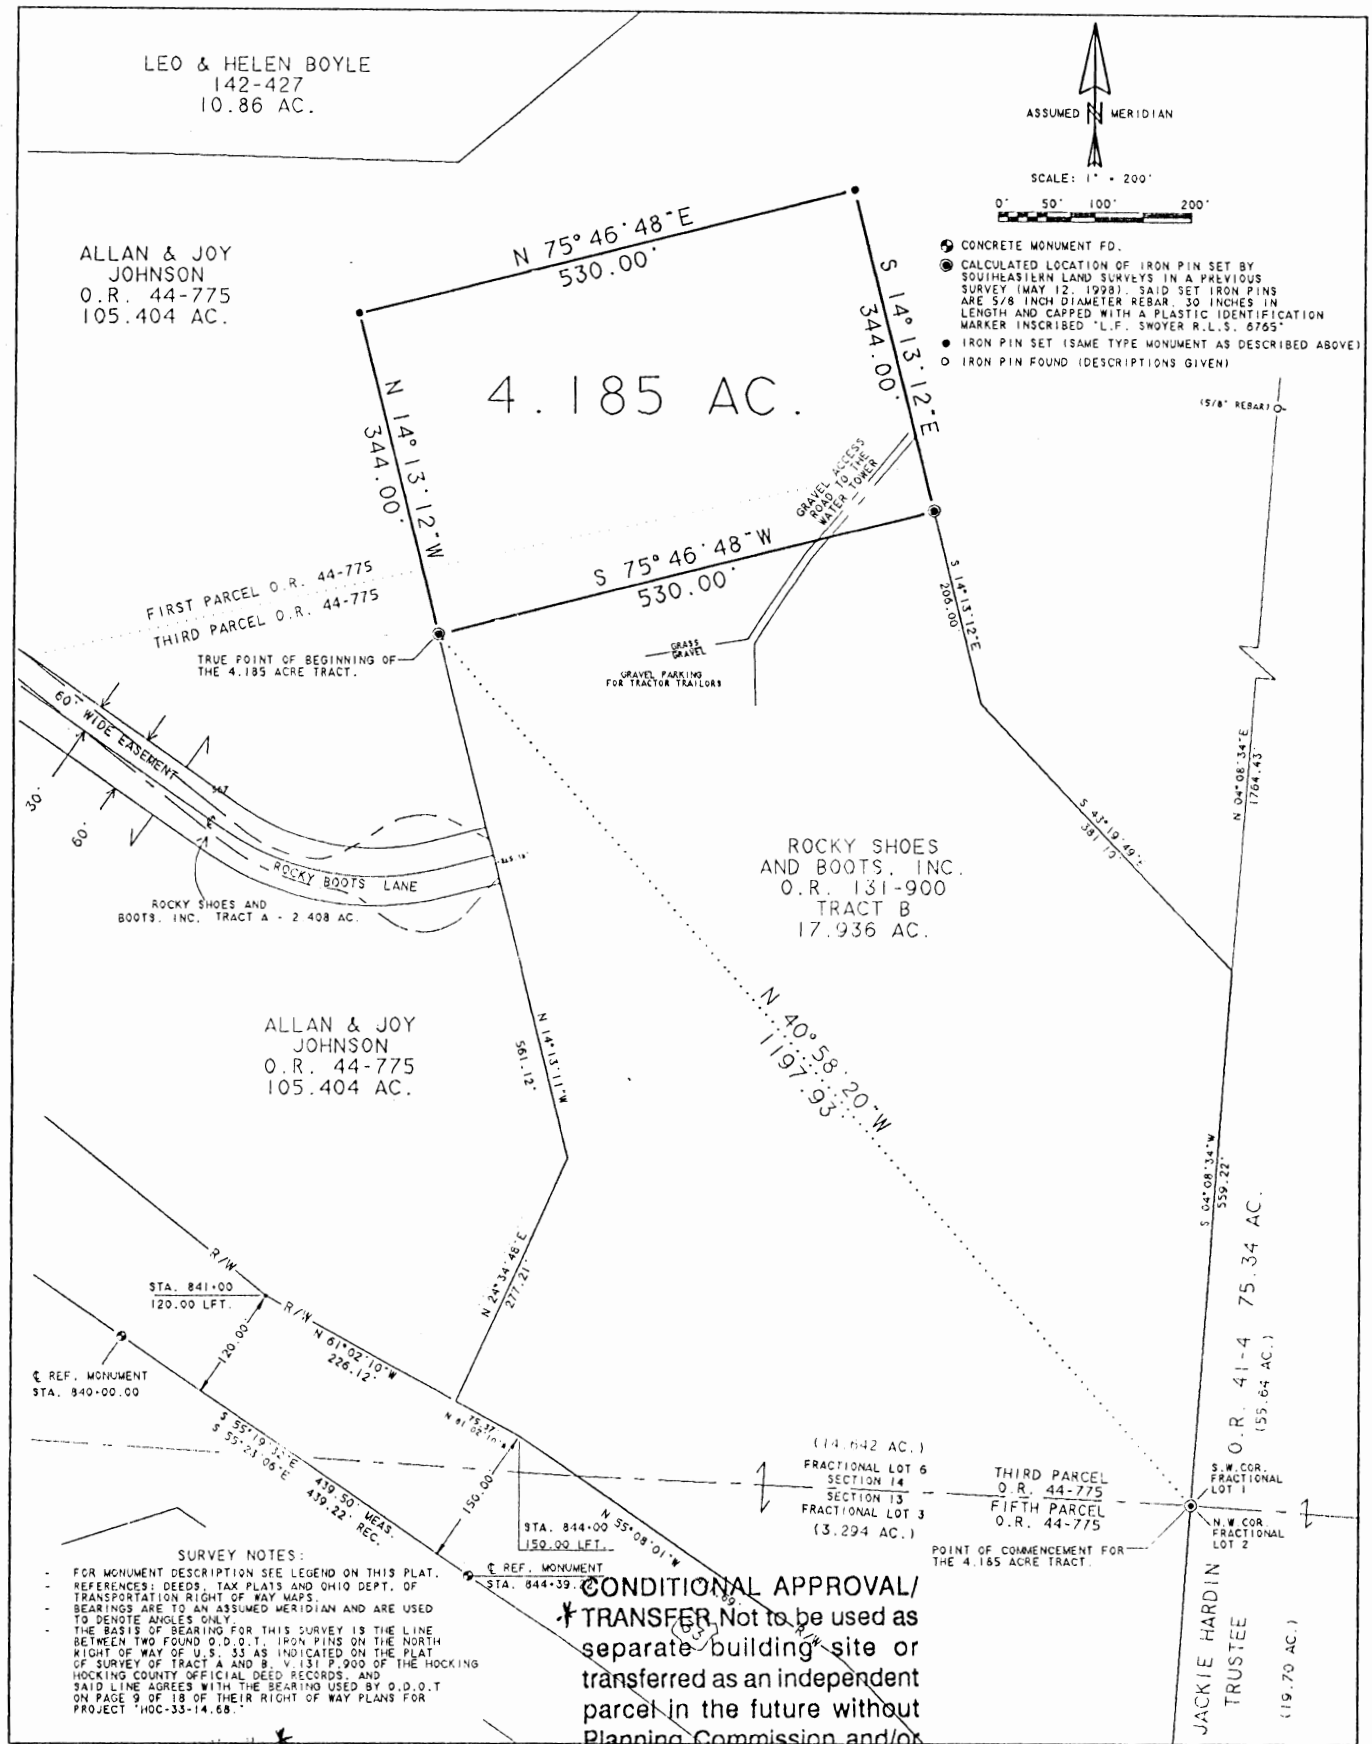 LEO & HELEN BOYLE
142-427
10.86 AC.
ASSUMED N MERIDIAN
SCALE: 1" = 200'
0' 50' 100' 200'
CONCRETE MONUMENT FD.
CALCULATED LOCATION OF IRON PIN SET BY
SOUTHEASTERN LAND SURVEYS IN A PREVIOUS
SURVEY (MAY 12, 1998). SAID SET IRON PINS
ARE 5/8 INCH DIAMETER REBAR, 30 INCHES IN
LENGTH AND CAPPED WITH A PLASTIC IDENTIFICATION
MARKER INSCRIBED "L.F. SWOYER R.L.S. 6765"
IRON PIN SET (SAME TYPE MONUMENT AS DESCRIBED ABOVE)
IRON PIN FOUND (DESCRIPTIONS GIVEN)
(5/8" REBAR)
ALLAN & JOY
JOHNSON
O.R. 44-775
105.404 AC.
N 75°46'48"E
530.00'
S 14°13'12"E
344.00'
4.185 AC.
N 14°13'12"W
344.00'
GRAVEL ACCESS
ROAD TO THE
WATER TOWER
S 75°46'48"W
530.00'
FIRST PARCEL O.R. 44-775
THIRD PARCEL O.R. 44-775
TRUE POINT OF BEGINNING OF
THE 4.185 ACRE TRACT.
GRASS
GRAVEL
GRAVEL PARKING
FOR TRACTOR TRAILORS
S 14°13'12"E
206.00'
60' WIDE EASEMENT
30'
60'
ROCKY BOOTS LANE
ROCKY SHOES AND
BOOTS, INC. TRACT A - 2.408 AC.
N 04°08'34"E
1764.43'
S 43°19'49"E
381.10'
ROCKY SHOES
AND BOOTS, INC.
O.R. 131-900
TRACT B
17.936 AC.
N 40°58'20"W
1197.93'
ALLAN & JOY
JOHNSON
O.R. 44-775
105.404 AC.
N 14°13'11"W
561.12'
S 04°08'34"W
559.22'
N 24°34'48"E
277.21'
R/W
STA. 841+00
120.00 LFT.
R/W
N 61°02'10"W
226.12'
120.00'
℄ REF. MONUMENT
STA. 840+00.00
S 55°19'32"E 439.50' MEAS.
S 55°23'06"E 439.22' REC.
75.37'
N 61°02'10"W
150.00'
STA. 844+00
150.00 LFT.
N 55°08'01"W
℄ REF. MONUMENT
STA. 844+39.22
R/W
(14.642 AC.)
FRACTIONAL LOT 6
SECTION 14
SECTION 13
FRACTIONAL LOT 3
(3.294 AC.)
THIRD PARCEL
O.R. 44-775
FIFTH PARCEL
O.R. 44-775
S.W.COR.
FRACTIONAL
LOT 1
N.W.COR.
FRACTIONAL
LOT 2
POINT OF COMMENCEMENT FOR
THE 4.185 ACRE TRACT.
JACKIE HARDIN
TRUSTEE
O.R. 41-4 75.34 AC.
(55.64 AC.)
(19.70 AC.)
SURVEY NOTES:
- FOR MONUMENT DESCRIPTION SEE LEGEND ON THIS PLAT.
- REFERENCES: DEEDS, TAX PLATS AND OHIO DEPT. OF
TRANSPORTATION RIGHT OF WAY MAPS.
- BEARINGS ARE TO AN ASSUMED MERIDIAN AND ARE USED
TO DENOTE ANGLES ONLY.
- THE BASIS OF BEARING FOR THIS SURVEY IS THE LINE
BETWEEN TWO FOUND O.D.O.T. IRON PINS ON THE NORTH
RIGHT OF WAY OF U.S. 33 AS INDICATED ON THE PLAT
OF SURVEY OF TRACT A AND B, V.131 P.900 OF THE HOCKING
HOCKING COUNTY OFFICIAL DEED RECORDS, AND
SAID LINE AGREES WITH THE BEARING USED BY O.D.O.T
ON PAGE 9 OF 18 OF THEIR RIGHT OF WAY PLANS FOR
PROJECT "HOC-33-14.68."
CONDITIONAL APPROVAL/
* TRANSFER Not to be used as
separate building site or
transferred as an independent
parcel in the future without
Planning Commission and/or